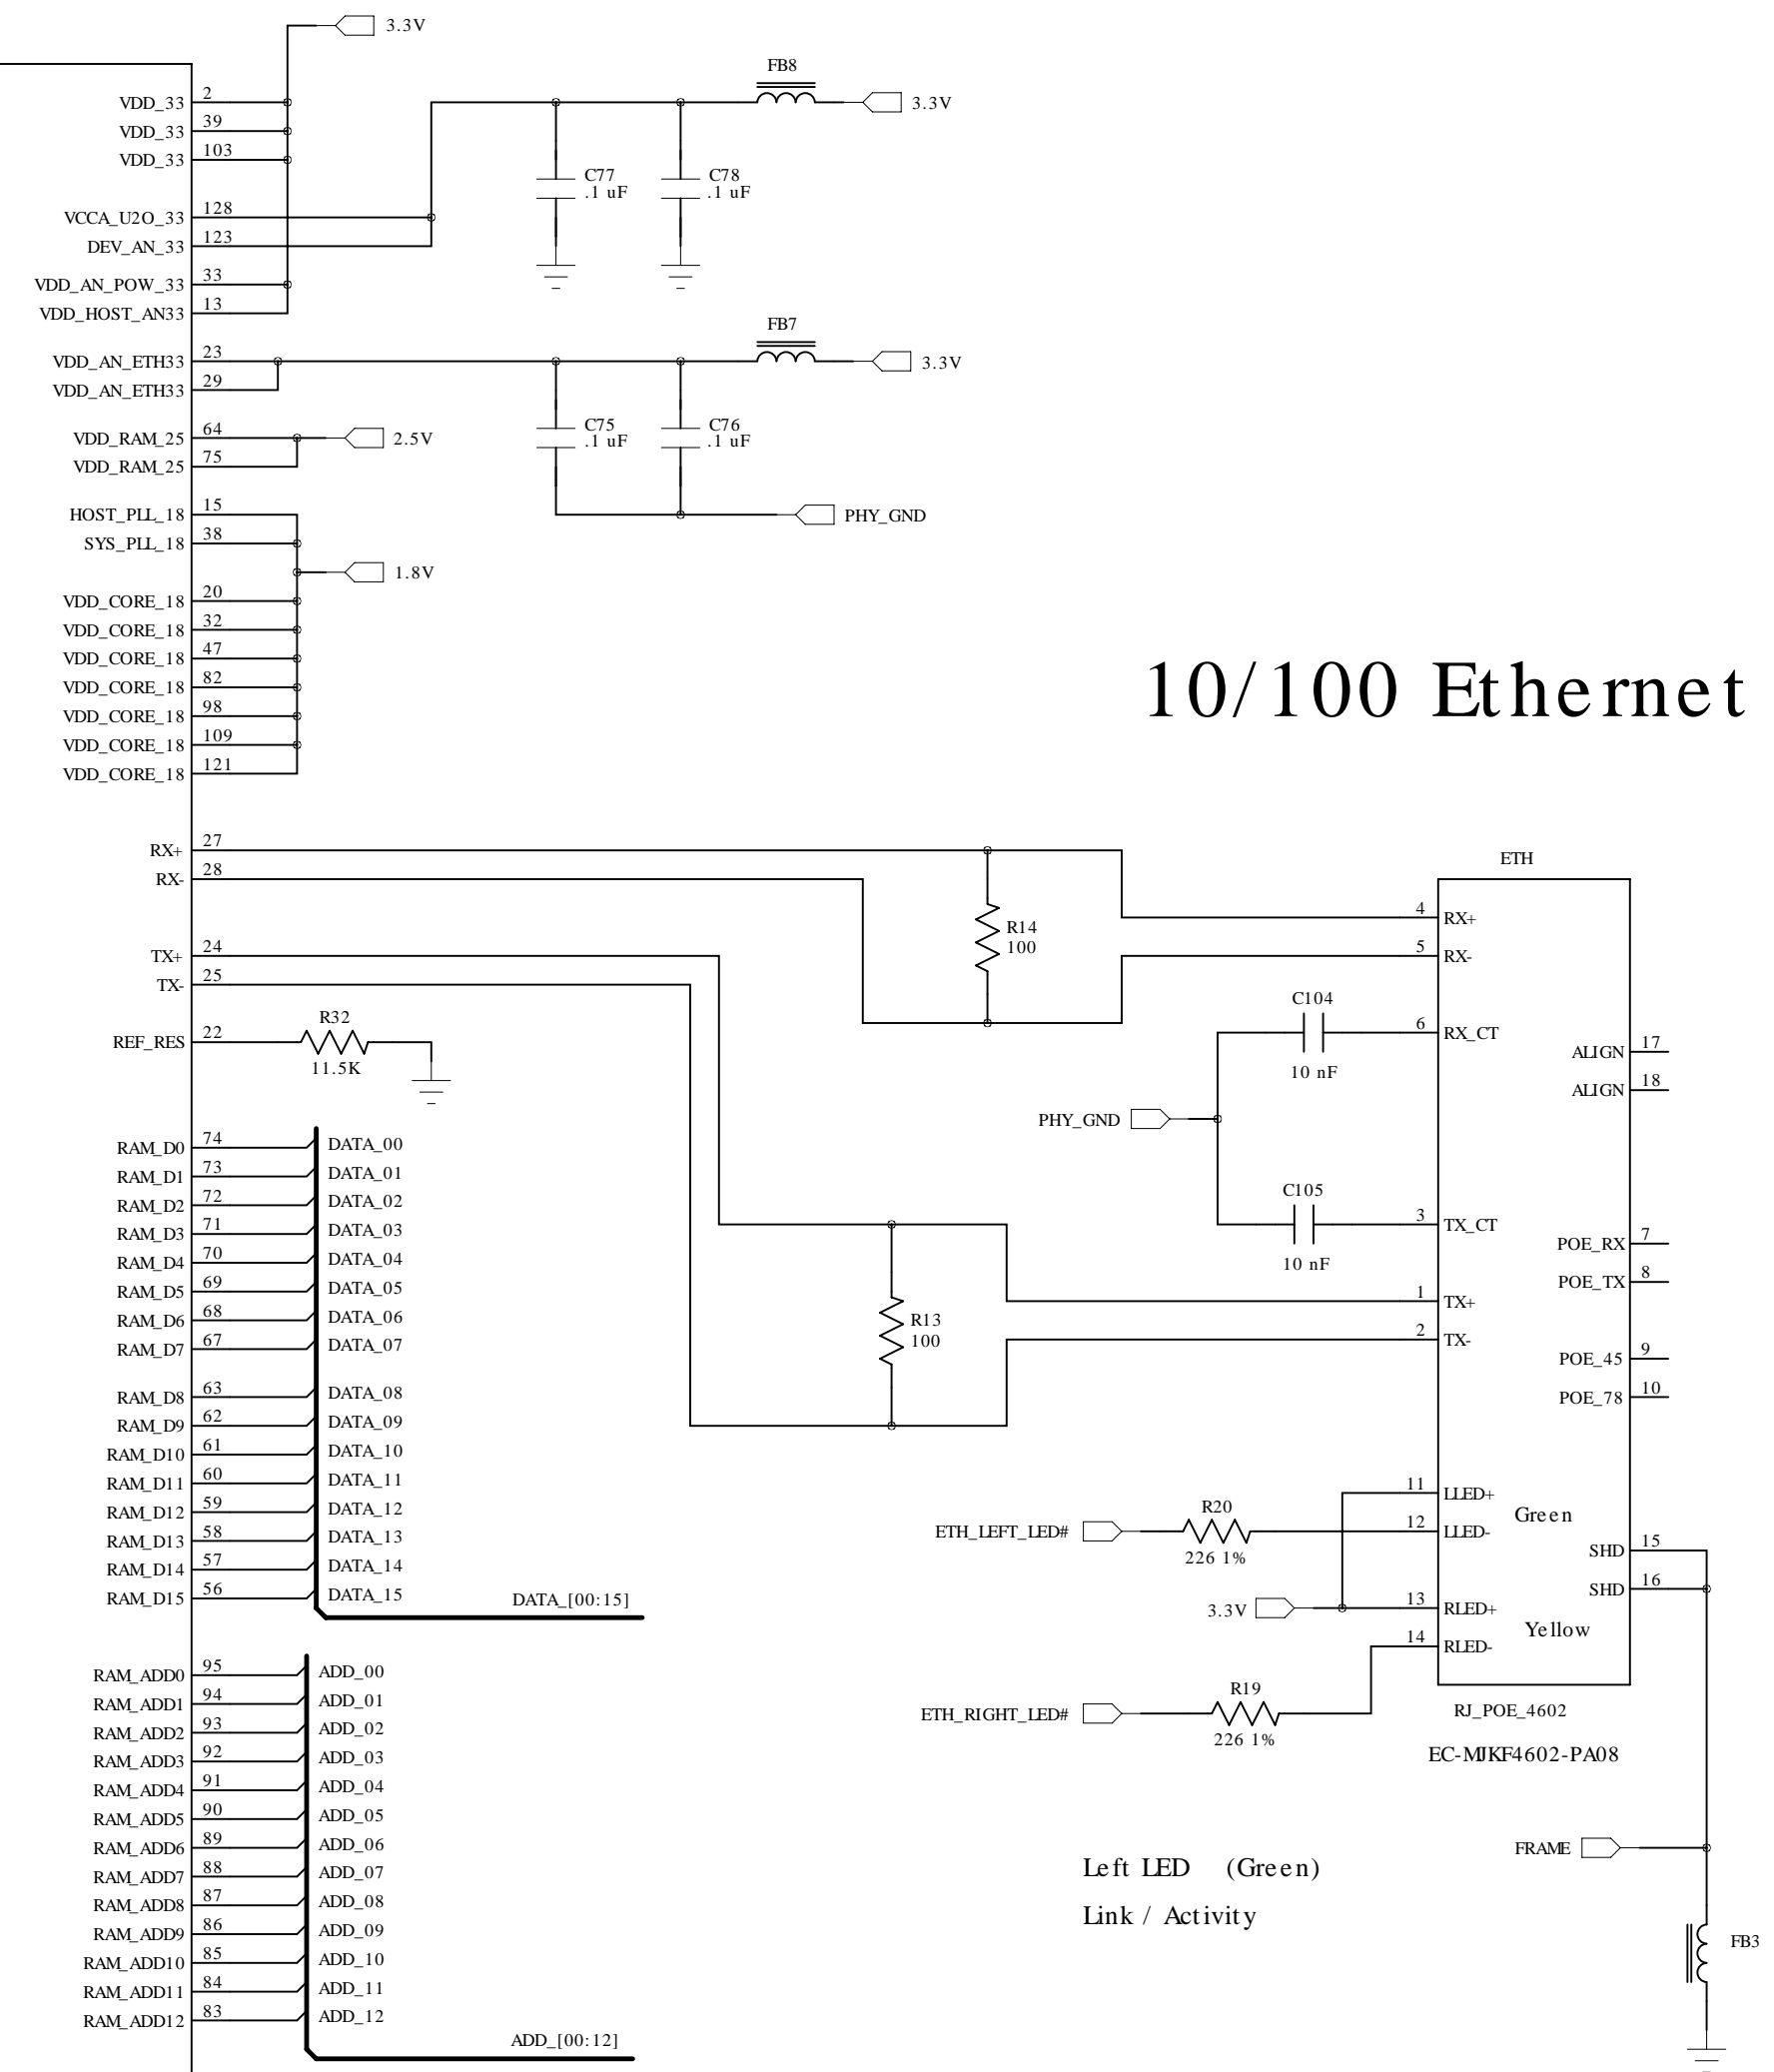 3.3V
FB8
VDD_33 2
3.3V
VDD_33 39
VDD_33 103
C77
.1 uF
C78
.1 uF
VCCA_U2O_33 128
DEV_AN_33 123
VDD_AN_POW_33 33
VDD_HOST_AN33 13
FB7
VDD_AN_ETH33 23
3.3V
VDD_AN_ETH33 29
C75
.1 uF
C76
.1 uF
VDD_RAM_25 64
2.5V
VDD_RAM_25 75
HOST_PLL_18 15
PHY_GND
SYS_PLL_18 38
1.8V
VDD_CORE_18 20
VDD_CORE_18 32
VDD_CORE_18 47
VDD_CORE_18 82
VDD_CORE_18 98
VDD_CORE_18 109
VDD_CORE_18 121
10/100 Ethernet
RX+ 27
RX- 28
TX+ 24
TX- 25
REF_RES 22
R32
11.5K
R14
100
ETH
4 RX+
5 RX-
C104
10 nF
6 RX_CT
ALIGN 17
ALIGN 18
PHY_GND
C105
10 nF
3 TX_CT
POE_RX 7
POE_TX 8
1 TX+
2 TX-
R13
100
POE_45 9
POE_78 10
RAM_D0 74 DATA_00
RAM_D1 73 DATA_01
RAM_D2 72 DATA_02
RAM_D3 71 DATA_03
RAM_D4 70 DATA_04
RAM_D5 69 DATA_05
RAM_D6 68 DATA_06
RAM_D7 67 DATA_07
RAM_D8 63 DATA_08
RAM_D9 62 DATA_09
RAM_D10 61 DATA_10
RAM_D11 60 DATA_11
RAM_D12 59 DATA_12
RAM_D13 58 DATA_13
RAM_D14 57 DATA_14
RAM_D15 56 DATA_15
DATA_[00:15]
11 LLED+
Green
ETH_LEFT_LED#
R20
226 1%
12 LLED-
SHD 15
SHD 16
3.3V
13 RLED+
Yellow
14 RLED-
ETH_RIGHT_LED#
R19
226 1%
RJ_POE_4602
EC-MJKF4602-PA08
RAM_ADD0 95 ADD_00
RAM_ADD1 94 ADD_01
RAM_ADD2 93 ADD_02
RAM_ADD3 92 ADD_03
RAM_ADD4 91 ADD_04
RAM_ADD5 90 ADD_05
RAM_ADD6 89 ADD_06
RAM_ADD7 88 ADD_07
RAM_ADD8 87 ADD_08
RAM_ADD9 86 ADD_09
RAM_ADD10 85 ADD_10
RAM_ADD11 84 ADD_11
RAM_ADD12 83 ADD_12
ADD_[00:12]
FRAME
Left LED (Green)
Link / Activity
FB3